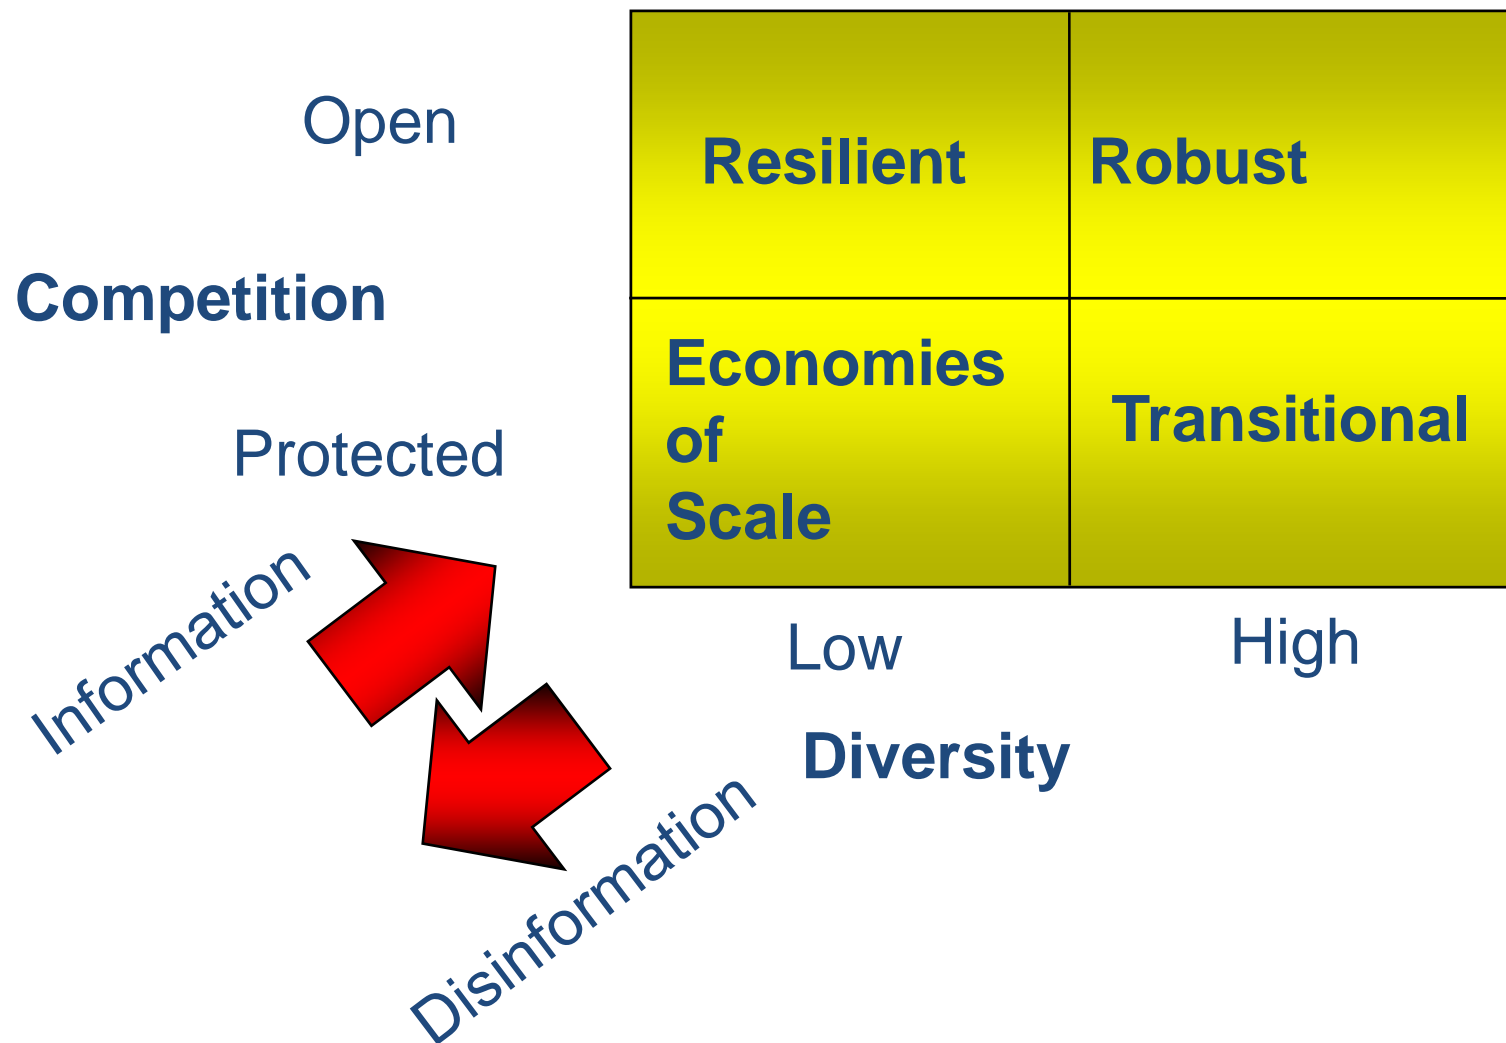 Open
Resilient
Robust
Competition
Economies
of
Scale
Transitional
Protected
Information
Low
High
Diversity
Disinformation